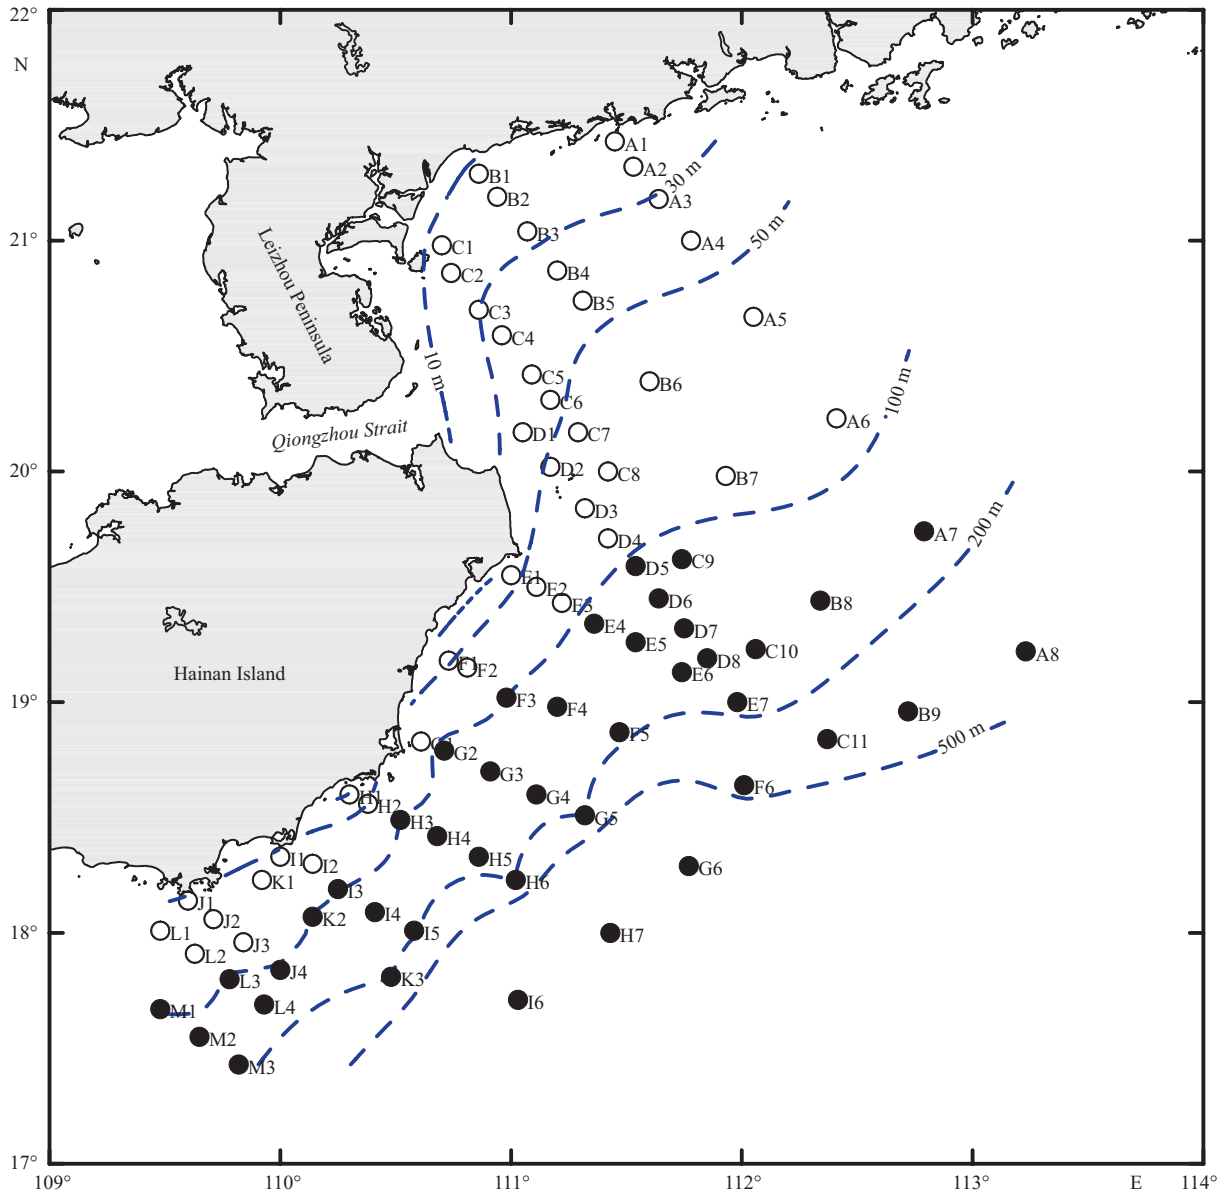 22°
N
A1
A2
30 m
B1
A3
B2
B3
50 m
21°
A4
C1
Leizhou Peninsula
B4
C2
B5
C3
A5
C4
10 m
C5
B6
100 m
C6
A6
Qiongzhou Strait
D1
C7
D2
20°
C8
B7
D3
200 m
A7
D4
C9
D5
E1
E2
D6
B8
E3
E4
D7
E5
C10
A8
F1
D8
Hainan Island
F2
E6
19°
F3
E7
F4
B9
F5
C11
500 m
G1
G2
G3
F6
H1
G4
H2
H3
G5
H4
I1
H5
I2
G6
K1
H6
I3
J1
I4
J2
K2
L1
I5
H7
18°
J3
L2
J4
L3
K3
L4
I6
M1
M2
M3
17°
109°
110°
111°
112°
113°
E
114°